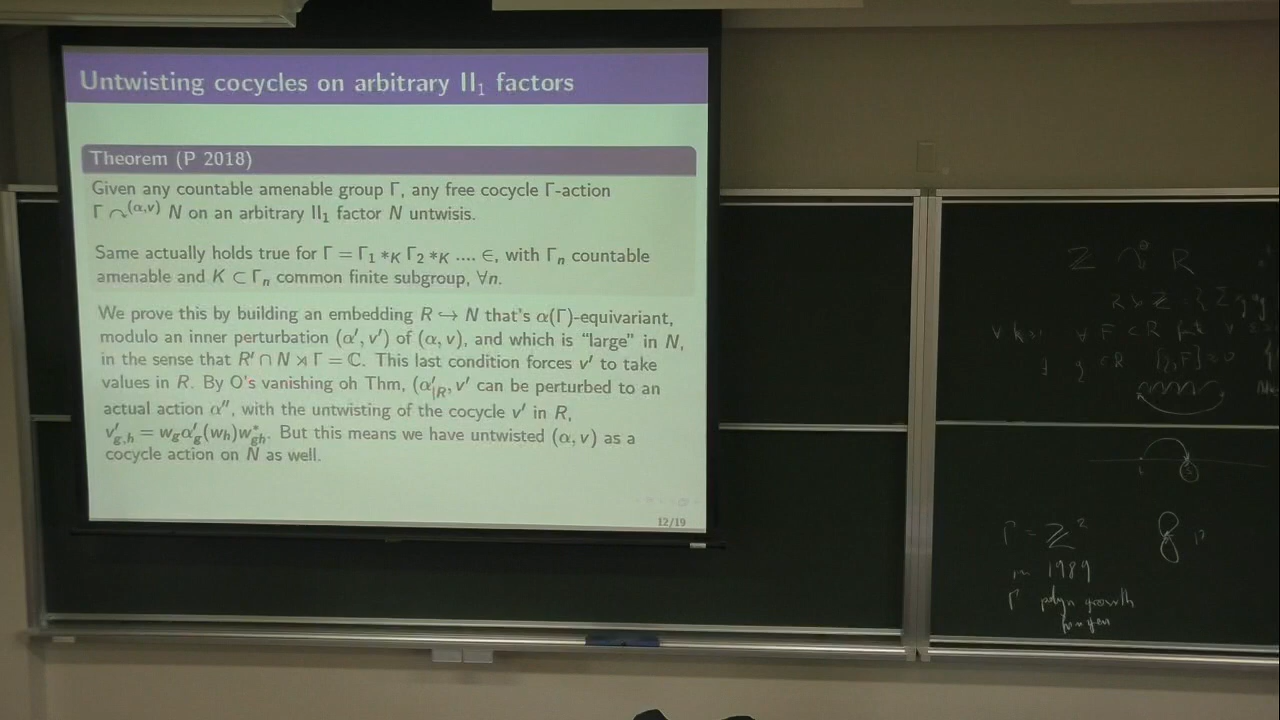 Untwisting cocycles on arbitrary II₁ factors
Theorem (P 2018)
Given any countable amenable group Γ, any free cocycle Γ-action
Γ ↷^(α,v) N on an arbitrary II₁ factor N untwisis.
Same actually holds true for Γ = Γ₁ *_K Γ₂ *_K .... ∈, with Γₙ countable
amenable and K ⊂ Γₙ common finite subgroup, ∀n.
We prove this by building an embedding R ↪ N that's α(Γ)-equivariant,
modulo an inner perturbation (α′, v′) of (α, v), and which is "large" in N,
in the sense that R′ ∩ N ⋊ Γ = ℂ. This last condition forces v′ to take
values in R. By O's vanishing oh Thm, (α′_|R, v′ can be perturbed to an
actual action α″, with the untwisting of the cocycle v′ in R,
v′_g,h = w_g α′_g(w_h)w*_gh. But this means we have untwisted (α, v) as a
cocycle action on N as well.
12/19
Z ↷ R
Γ = Z²
in 1989
Γ polyn growth